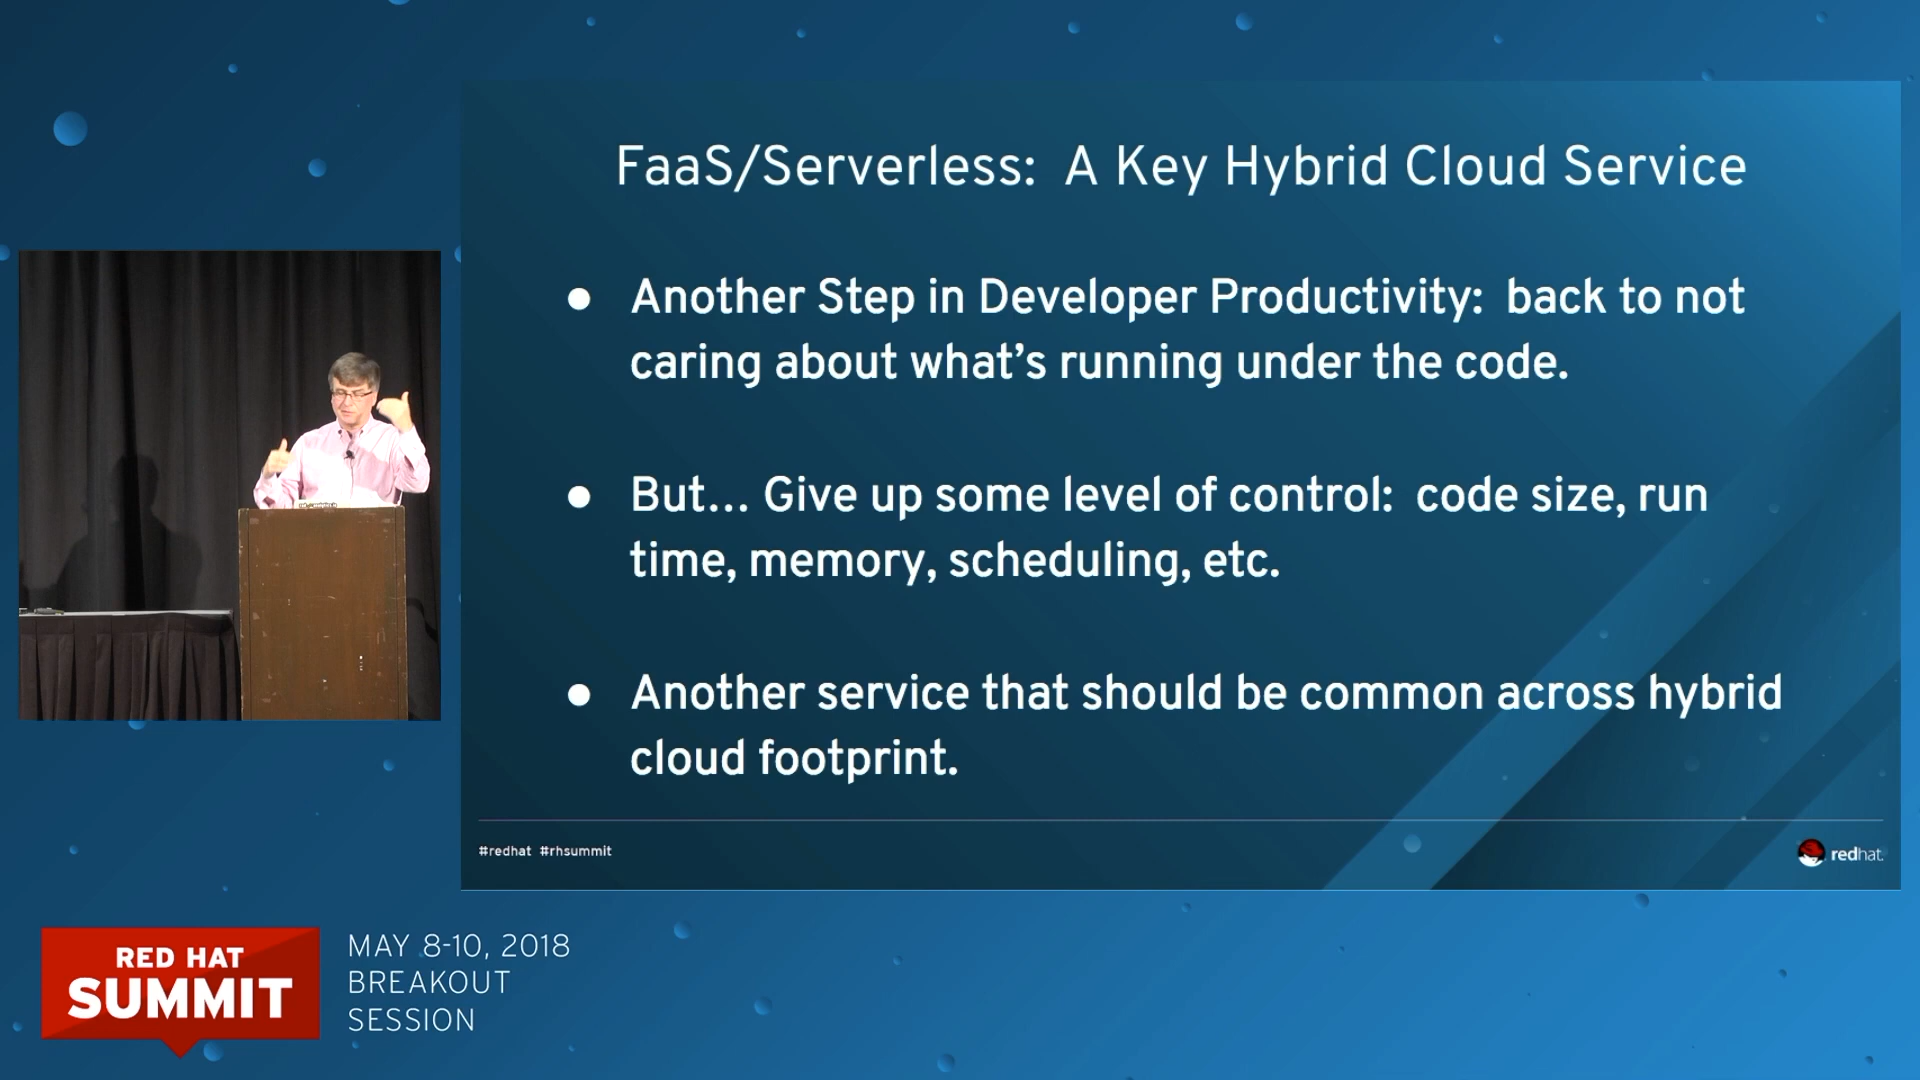 FaaS/Serverless: A Key Hybrid Cloud Service
● Another Step in Developer Productivity: back to not
caring about what's running under the code.
● But... Give up some level of control: code size, run
time, memory, scheduling, etc.
● Another service that should be common across hybrid
cloud footprint.
#redhat #rhsummit
redhat.
RED HAT
SUMMIT
MAY 8-10, 2018
BREAKOUT
SESSION